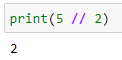 print(5 // 2)
2